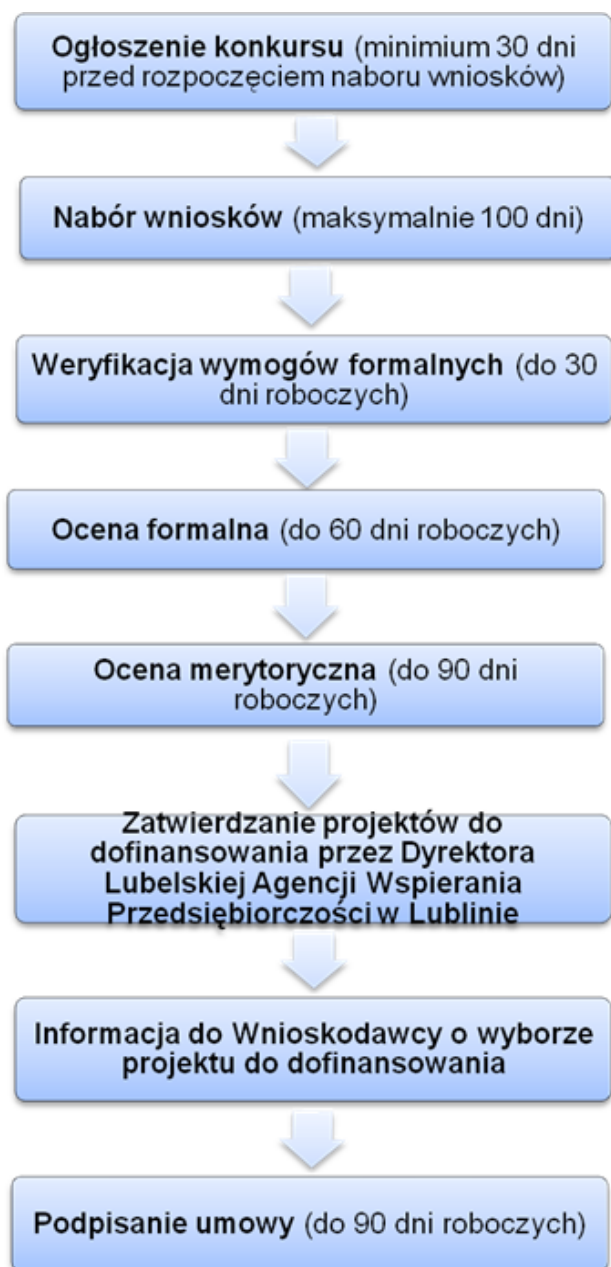 Ogłoszenie konkursu (minimum 30 dni
przed rozpoczęciem naboru wniosków)
Nabór wniosków (maksymalnie 100 dni)
Weryfikacja wymogów formalnych (do 30
dni roboczych)
Ocena formalna (do 60 dni roboczych)
Ocena merytoryczna (do 90 dni
roboczych)
Zatwierdzanie projektów do
dofinansowania przez Dyrektora
Lubelskiej Agencji Wspierania
Przedsiębiorczości w Lublinie
Informacja do Wnioskodawcy o wyborze
projektu do dofinansowania
Podpisanie umowy (do 90 dni roboczych)